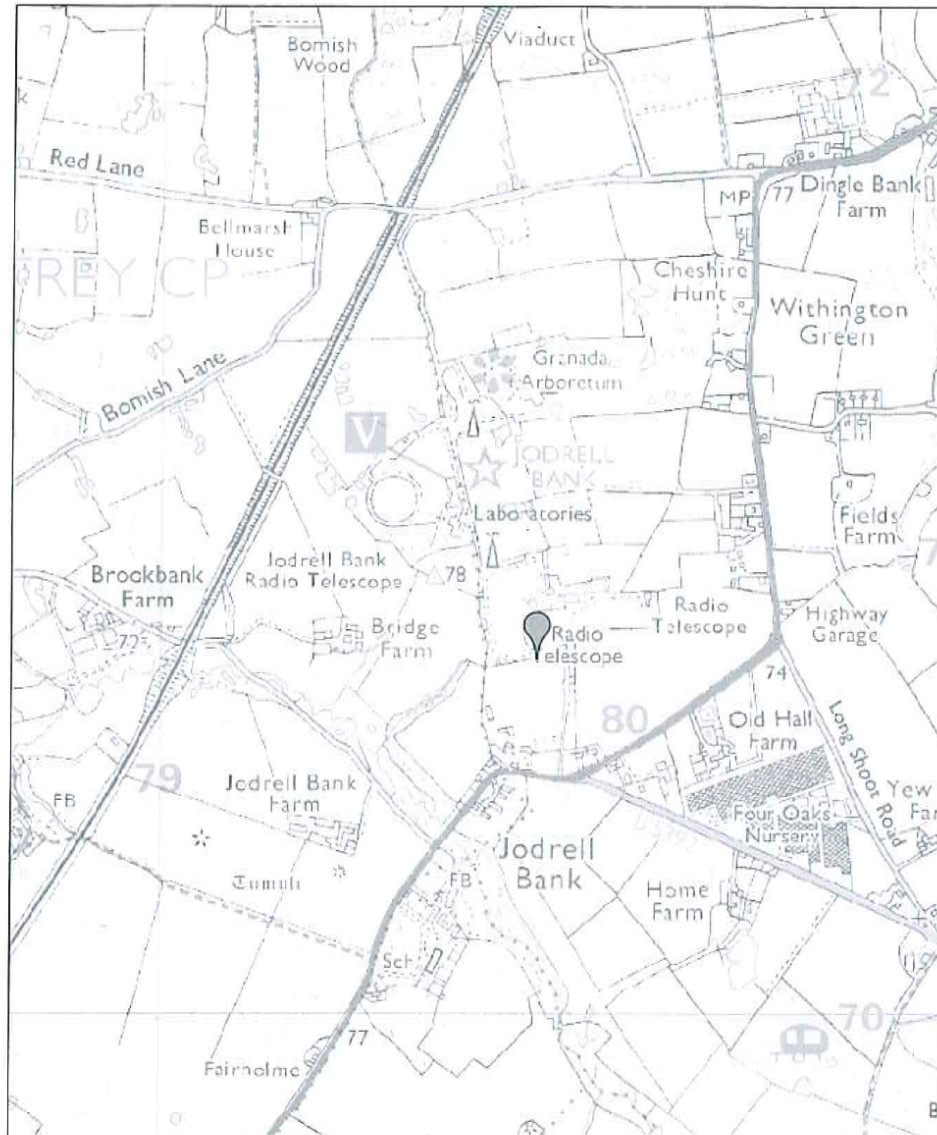 Viaduct
Bomish
Wood
72
Red Lane
Dingle Bank
Farm
MP
77
Bellmarsh
House
REY CP
Cheshire
Hunt
Withington
Green
Bomish Lane
Granada
Arboretum
V
JODRELL
BANK
Laboratories
Fields
Farm
Jodrell Bank
Radio Telescope
78
Brookbank
Farm
72
Bridge
Farm
Radio
Telescope
Radio
elescope
Highway
Garage
74
80
Old Hall
Farm
Long Shoot Road
79
Jodrell Bank
Farm
FB
Yew
Far
Four Oaks
Nursery
Tumuli
Jodrell
Bank
FB
Home
Farm
Sch
70
77
Fairholme
B